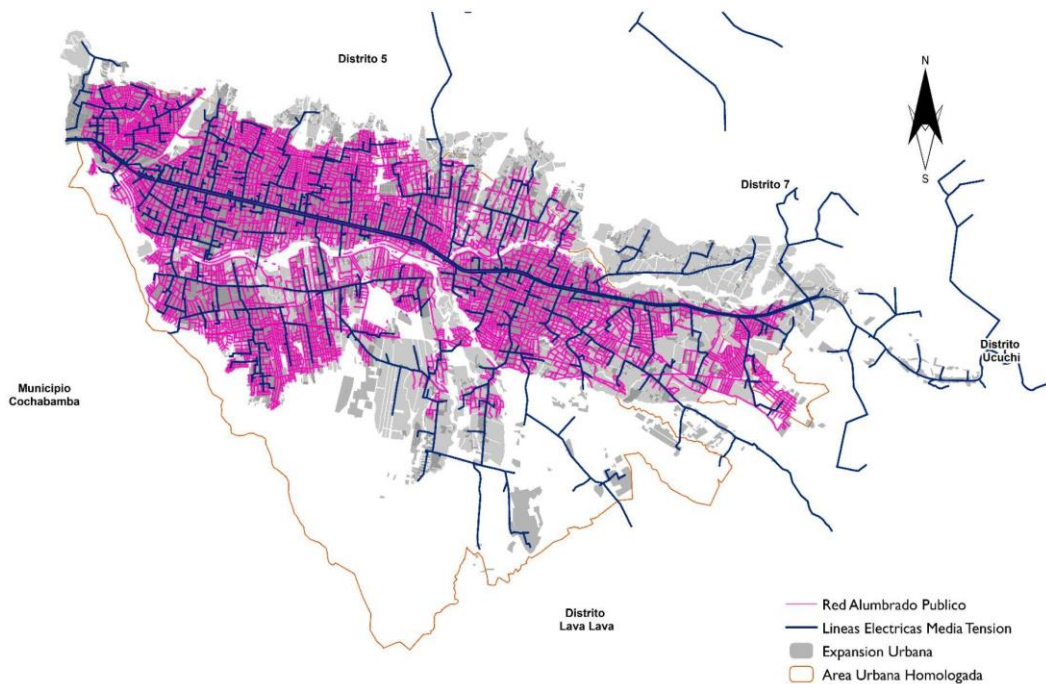 Distrito 5
N
S
Distrito 7
Distrito
Ucuchi
Municipio
Cochabamba
Distrito
Lava Lava
Red Alumbrado Publico
Lineas Electricas Media Tension
Expansion Urbana
Area Urbana Homologada